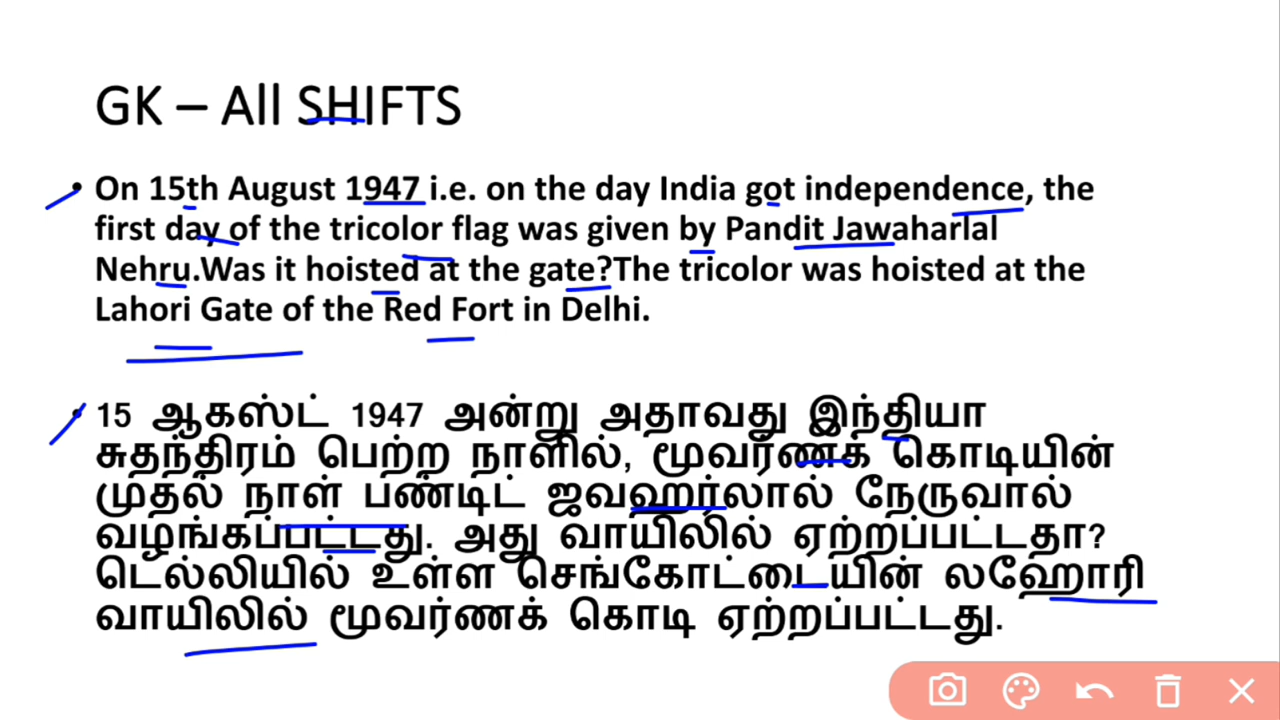 GK – All SHIFTS
• On 15th August 1947 i.e. on the day India got independence, the
first day of the tricolor flag was given by Pandit Jawaharlal
Nehru.Was it hoisted at the gate?The tricolor was hoisted at the
Lahori Gate of the Red Fort in Delhi.
• 15 ஆகஸ்ட் 1947 அன்று அதாவது இந்தியா
சுதந்திரம் பெற்ற நாளில், மூவர்ணக் கொடியின்
முதல் நாள் பண்டிட் ஜவஹர்லால் நேருவால்
வழங்கப்பட்டது. அது வாயிலில் ஏற்றப்பட்டதா?
டெல்லியில் உள்ள செங்கோட்டையின் லஹோரி
வாயிலில் மூவர்ணக் கொடி ஏற்றப்பட்டது.